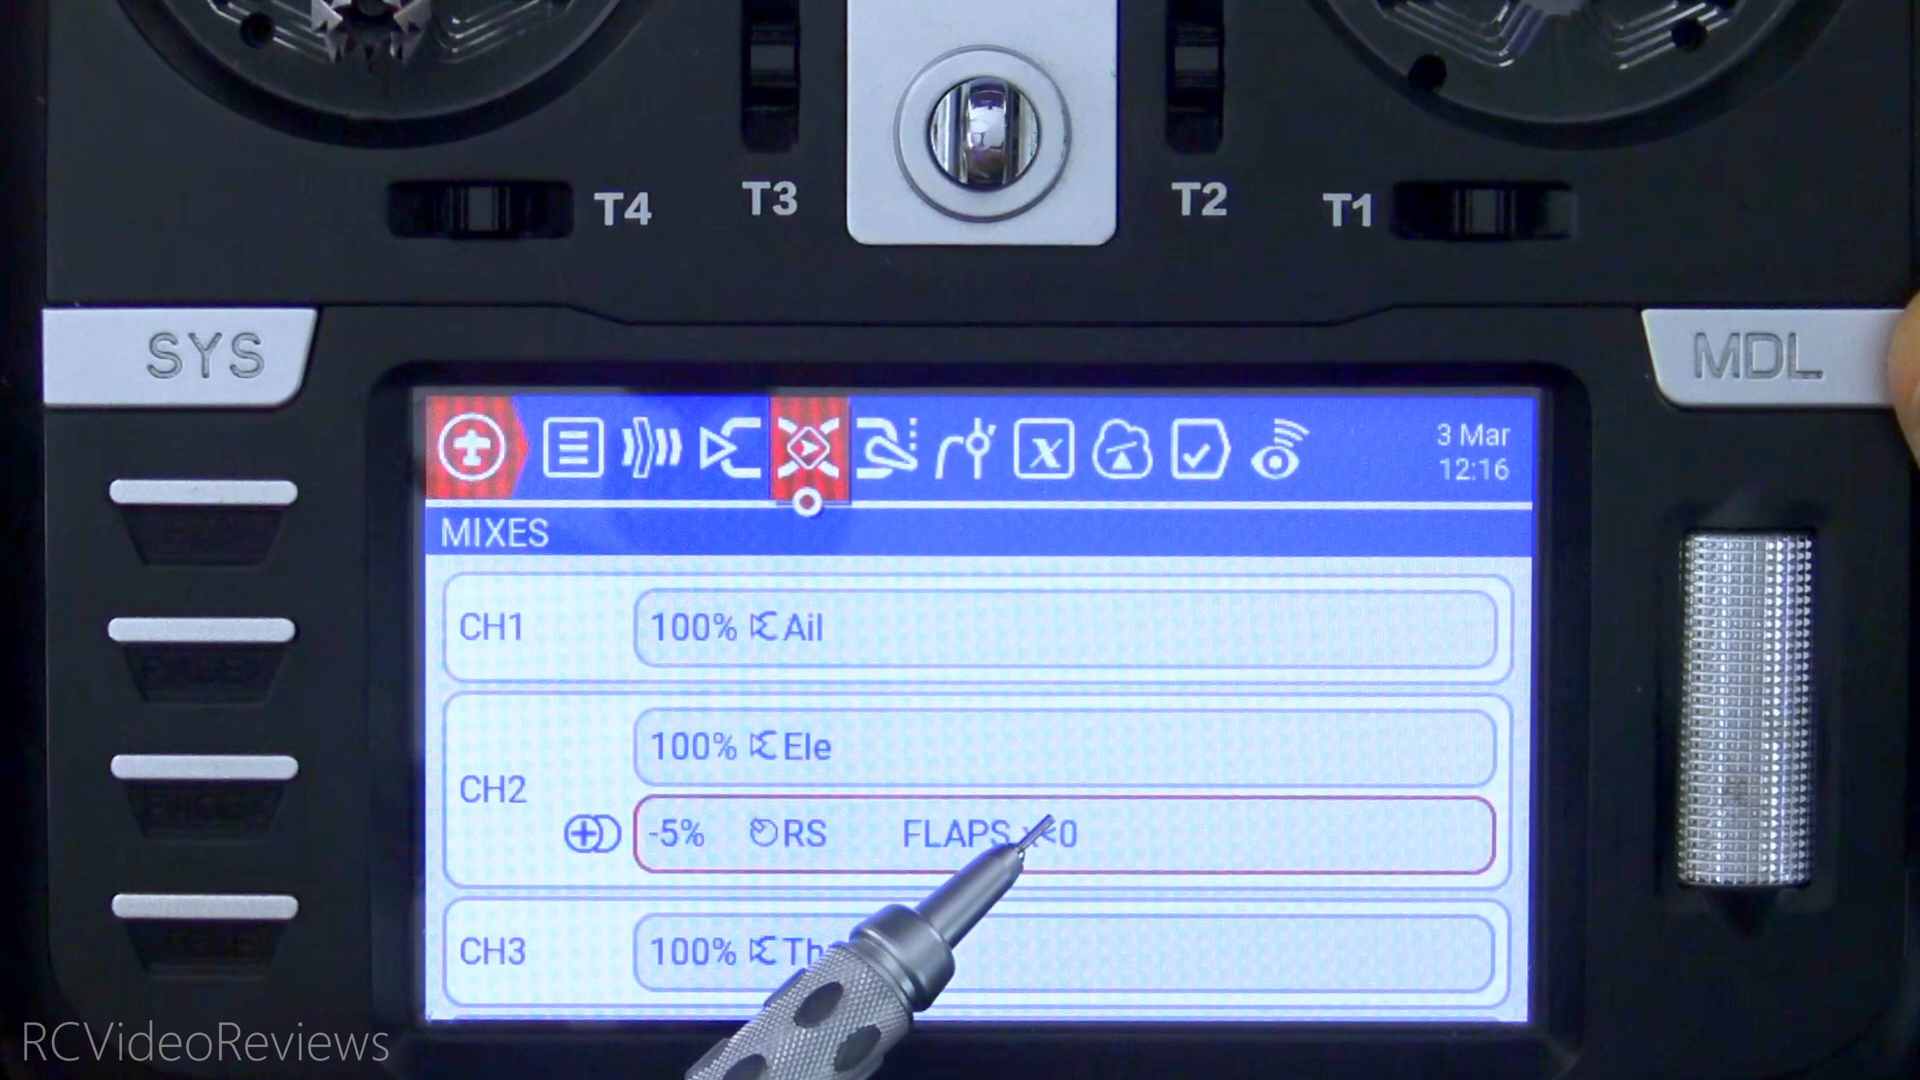 T4
T3
T2
T1
SYS
MDL
3 Mar
12:16
MIXES
CH1
100% Ail
CH2
100% Ele
-5% RS FLAPS x<0
CH3
100%
RCVideoReviews